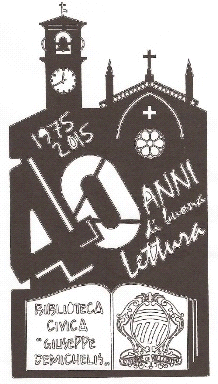 1975
2015
40
ANNI
di buona
lettura
BIBLIOTECA
CIVICA
"GIUSEPPE
DEMICHELIS"